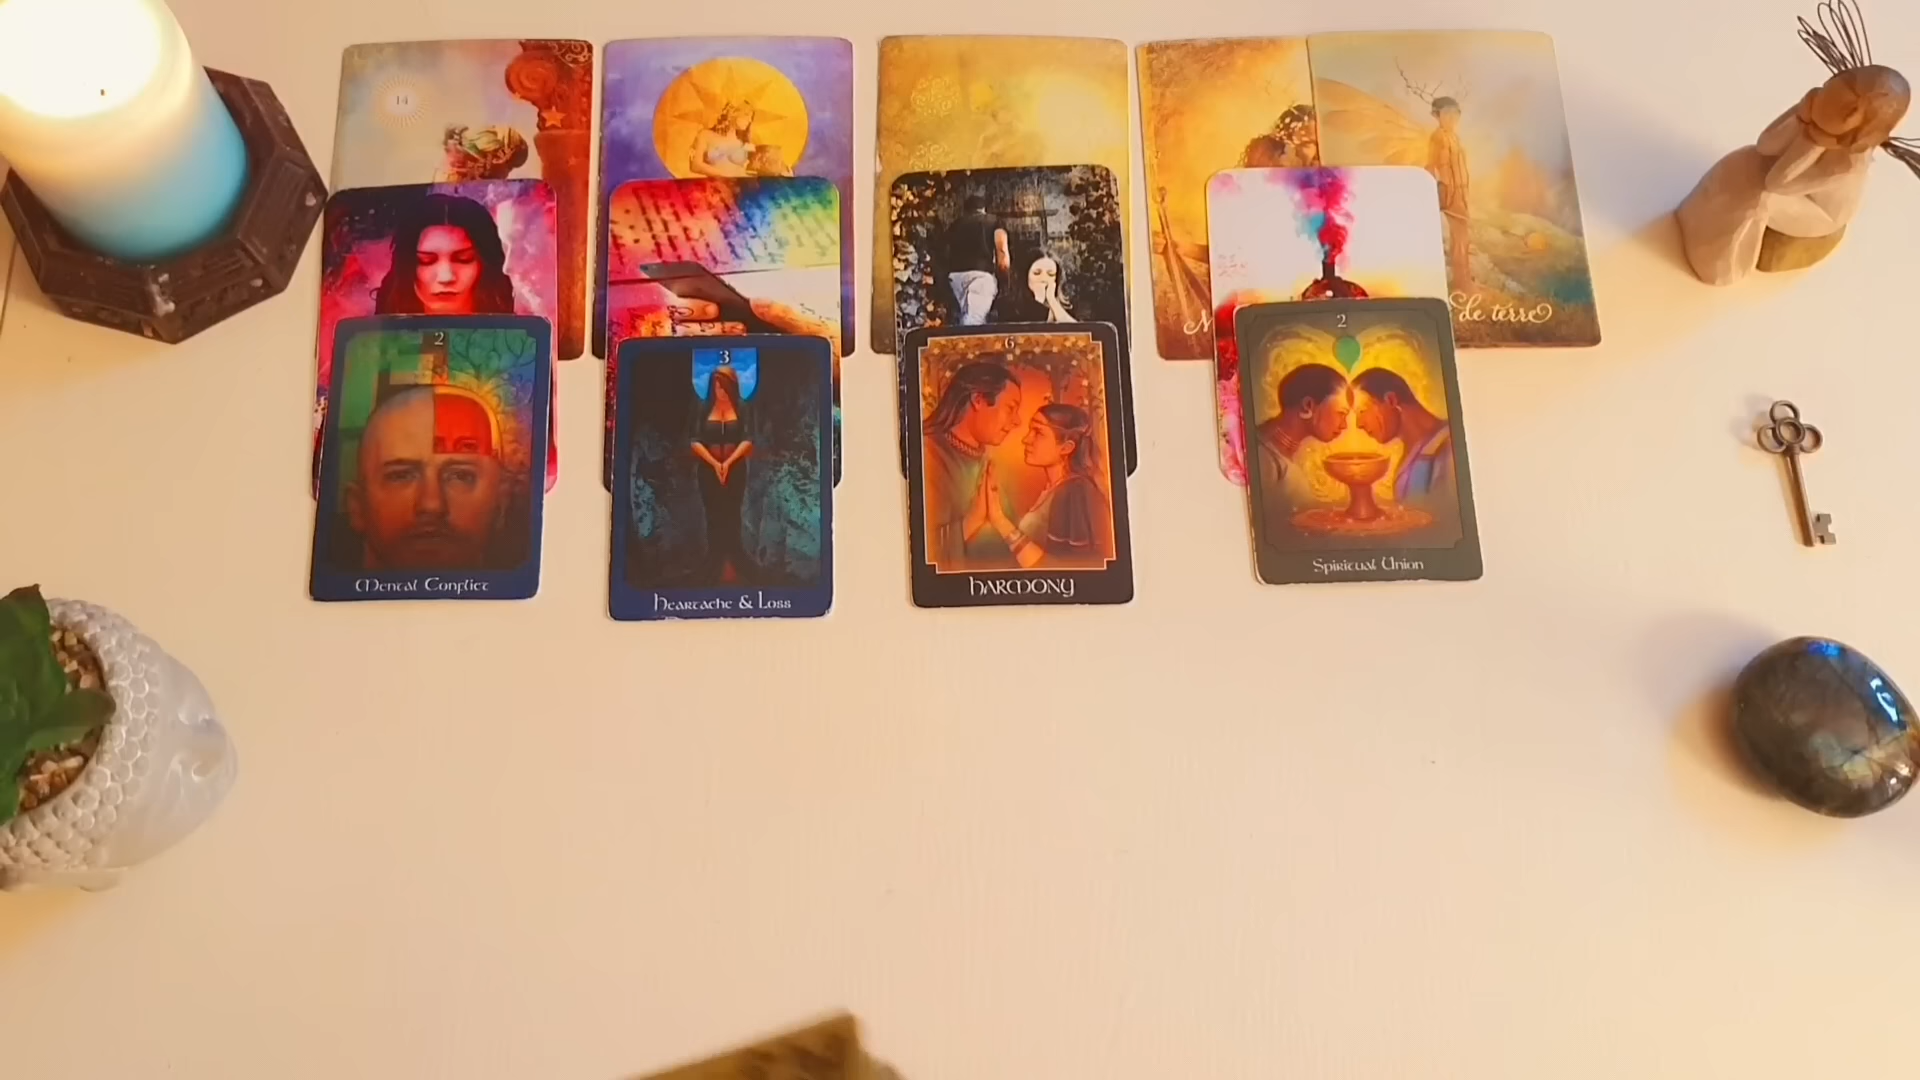 14
de terre
2
Mental Conflict
3
Heartache & Loss
6
HARMONY
2
Spiritual Union